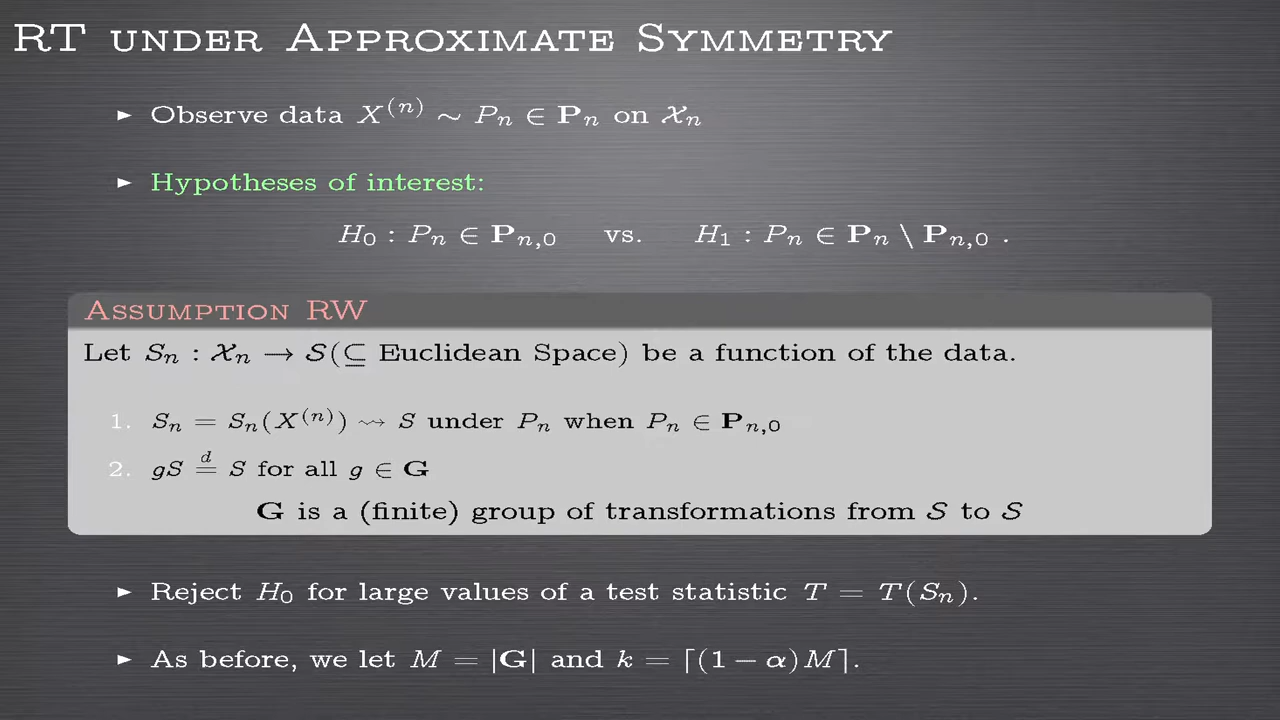 RT under Approximate Symmetry
► Observe data X^{(n)} ∼ P_n ∈ 𝐏_n on 𝒳_n
► Hypotheses of interest:
H_0 : P_n ∈ 𝐏_{n,0} vs. H_1 : P_n ∈ 𝐏_n \ 𝐏_{n,0} .
Assumption RW
Let S_n : 𝒳_n → 𝒮(⊆ Euclidean Space) be a function of the data.
1. S_n = S_n(X^{(n)}) ⇝ S under P_n when P_n ∈ 𝐏_{n,0}
2. gS \overset{d}{=} S for all g ∈ 𝐆
𝐆 is a (finite) group of transformations from 𝒮 to 𝒮
► Reject H_0 for large values of a test statistic T = T(S_n).
► As before, we let M = |𝐆| and k = ⌈(1 − α)M⌉.